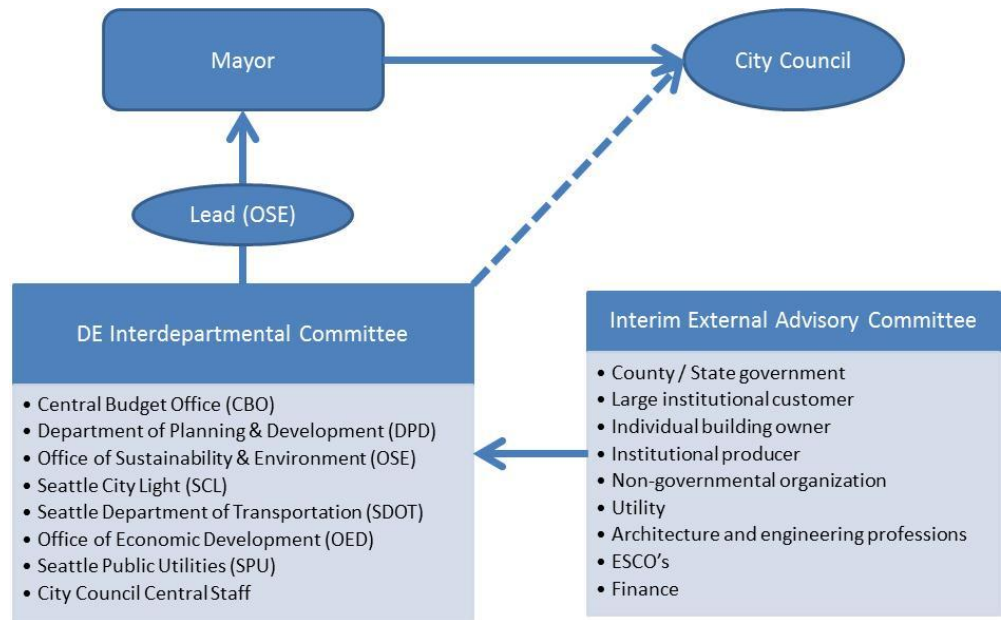 Mayor
City Council
Lead (OSE)
DE Interdepartmental Committee
• Central Budget Office (CBO)
• Department of Planning & Development (DPD)
• Office of Sustainability & Environment (OSE)
• Seattle City Light (SCL)
• Seattle Department of Transportation (SDOT)
• Office of Economic Development (OED)
• Seattle Public Utilities (SPU)
• City Council Central Staff
Interim External Advisory Committee
• County / State government
• Large institutional customer
• Individual building owner
• Institutional producer
• Non-governmental organization
• Utility
• Architecture and engineering professions
• ESCO's
• Finance